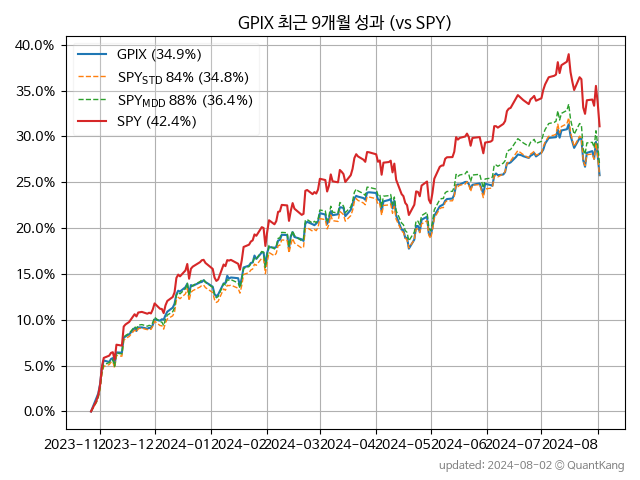 GPIX 최근 9개월 성과 (vs SPY)
GPIX (34.9%)
SPY_STD 84% (34.8%)
SPY_MDD 88% (36.4%)
SPY (42.4%)
40.0%
35.0%
30.0%
25.0%
20.0%
15.0%
10.0%
5.0%
0.0%
2023-11 2023-12 2024-01 2024-02 2024-03 2024-04 2024-05 2024-06 2024-07 2024-08
updated: 2024-08-02 © QuantKang